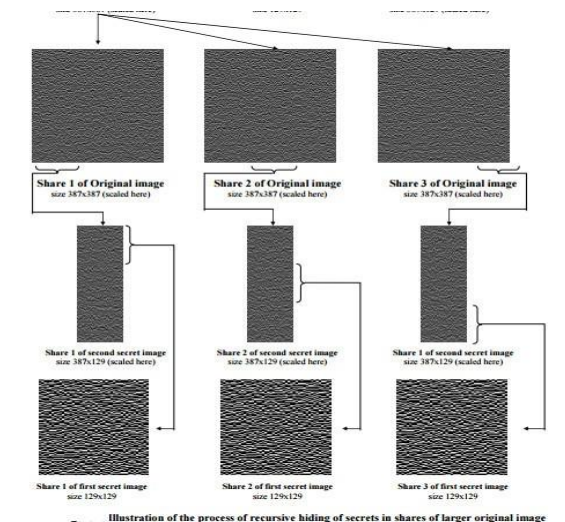 Share 1 of Original image
size 387x387 (scaled here)
Share 2 of Original image
size 387x387 (scaled here)
Share 3 of Original image
size 387x387 (scaled here)
Share 1 of second secret image
size 387x129 (scaled here)
Share 2 of second secret image
size 387x129 (scaled here)
Share 1 of second secret image
size 387x129 (scaled here)
Share 1 of first secret image
size 129x129
Share 2 of first secret image
size 129x129
Share 3 of first secret image
size 129x129
Illustration of the process of recursive hiding of secrets in shares of larger original image